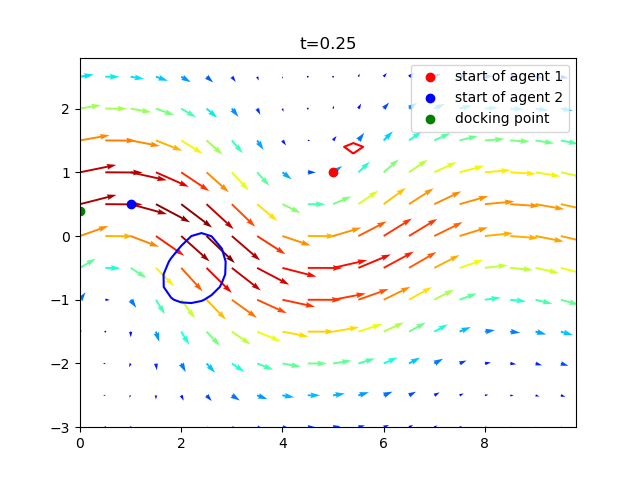 t=0.25
start of agent 1
start of agent 2
docking point
2
1
0
−1
−2
−3
0
2
4
6
8